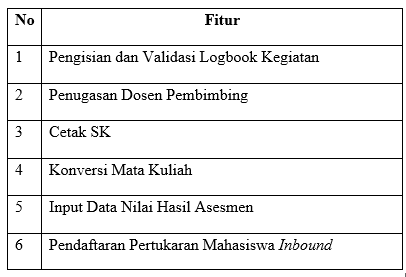 No Fitur
1 Pengisian dan Validasi Logbook Kegiatan
2 Penugasan Dosen Pembimbing
3 Cetak SK
4 Konversi Mata Kuliah
5 Input Data Nilai Hasil Asesmen
6 Pendaftaran Pertukaran Mahasiswa Inbound